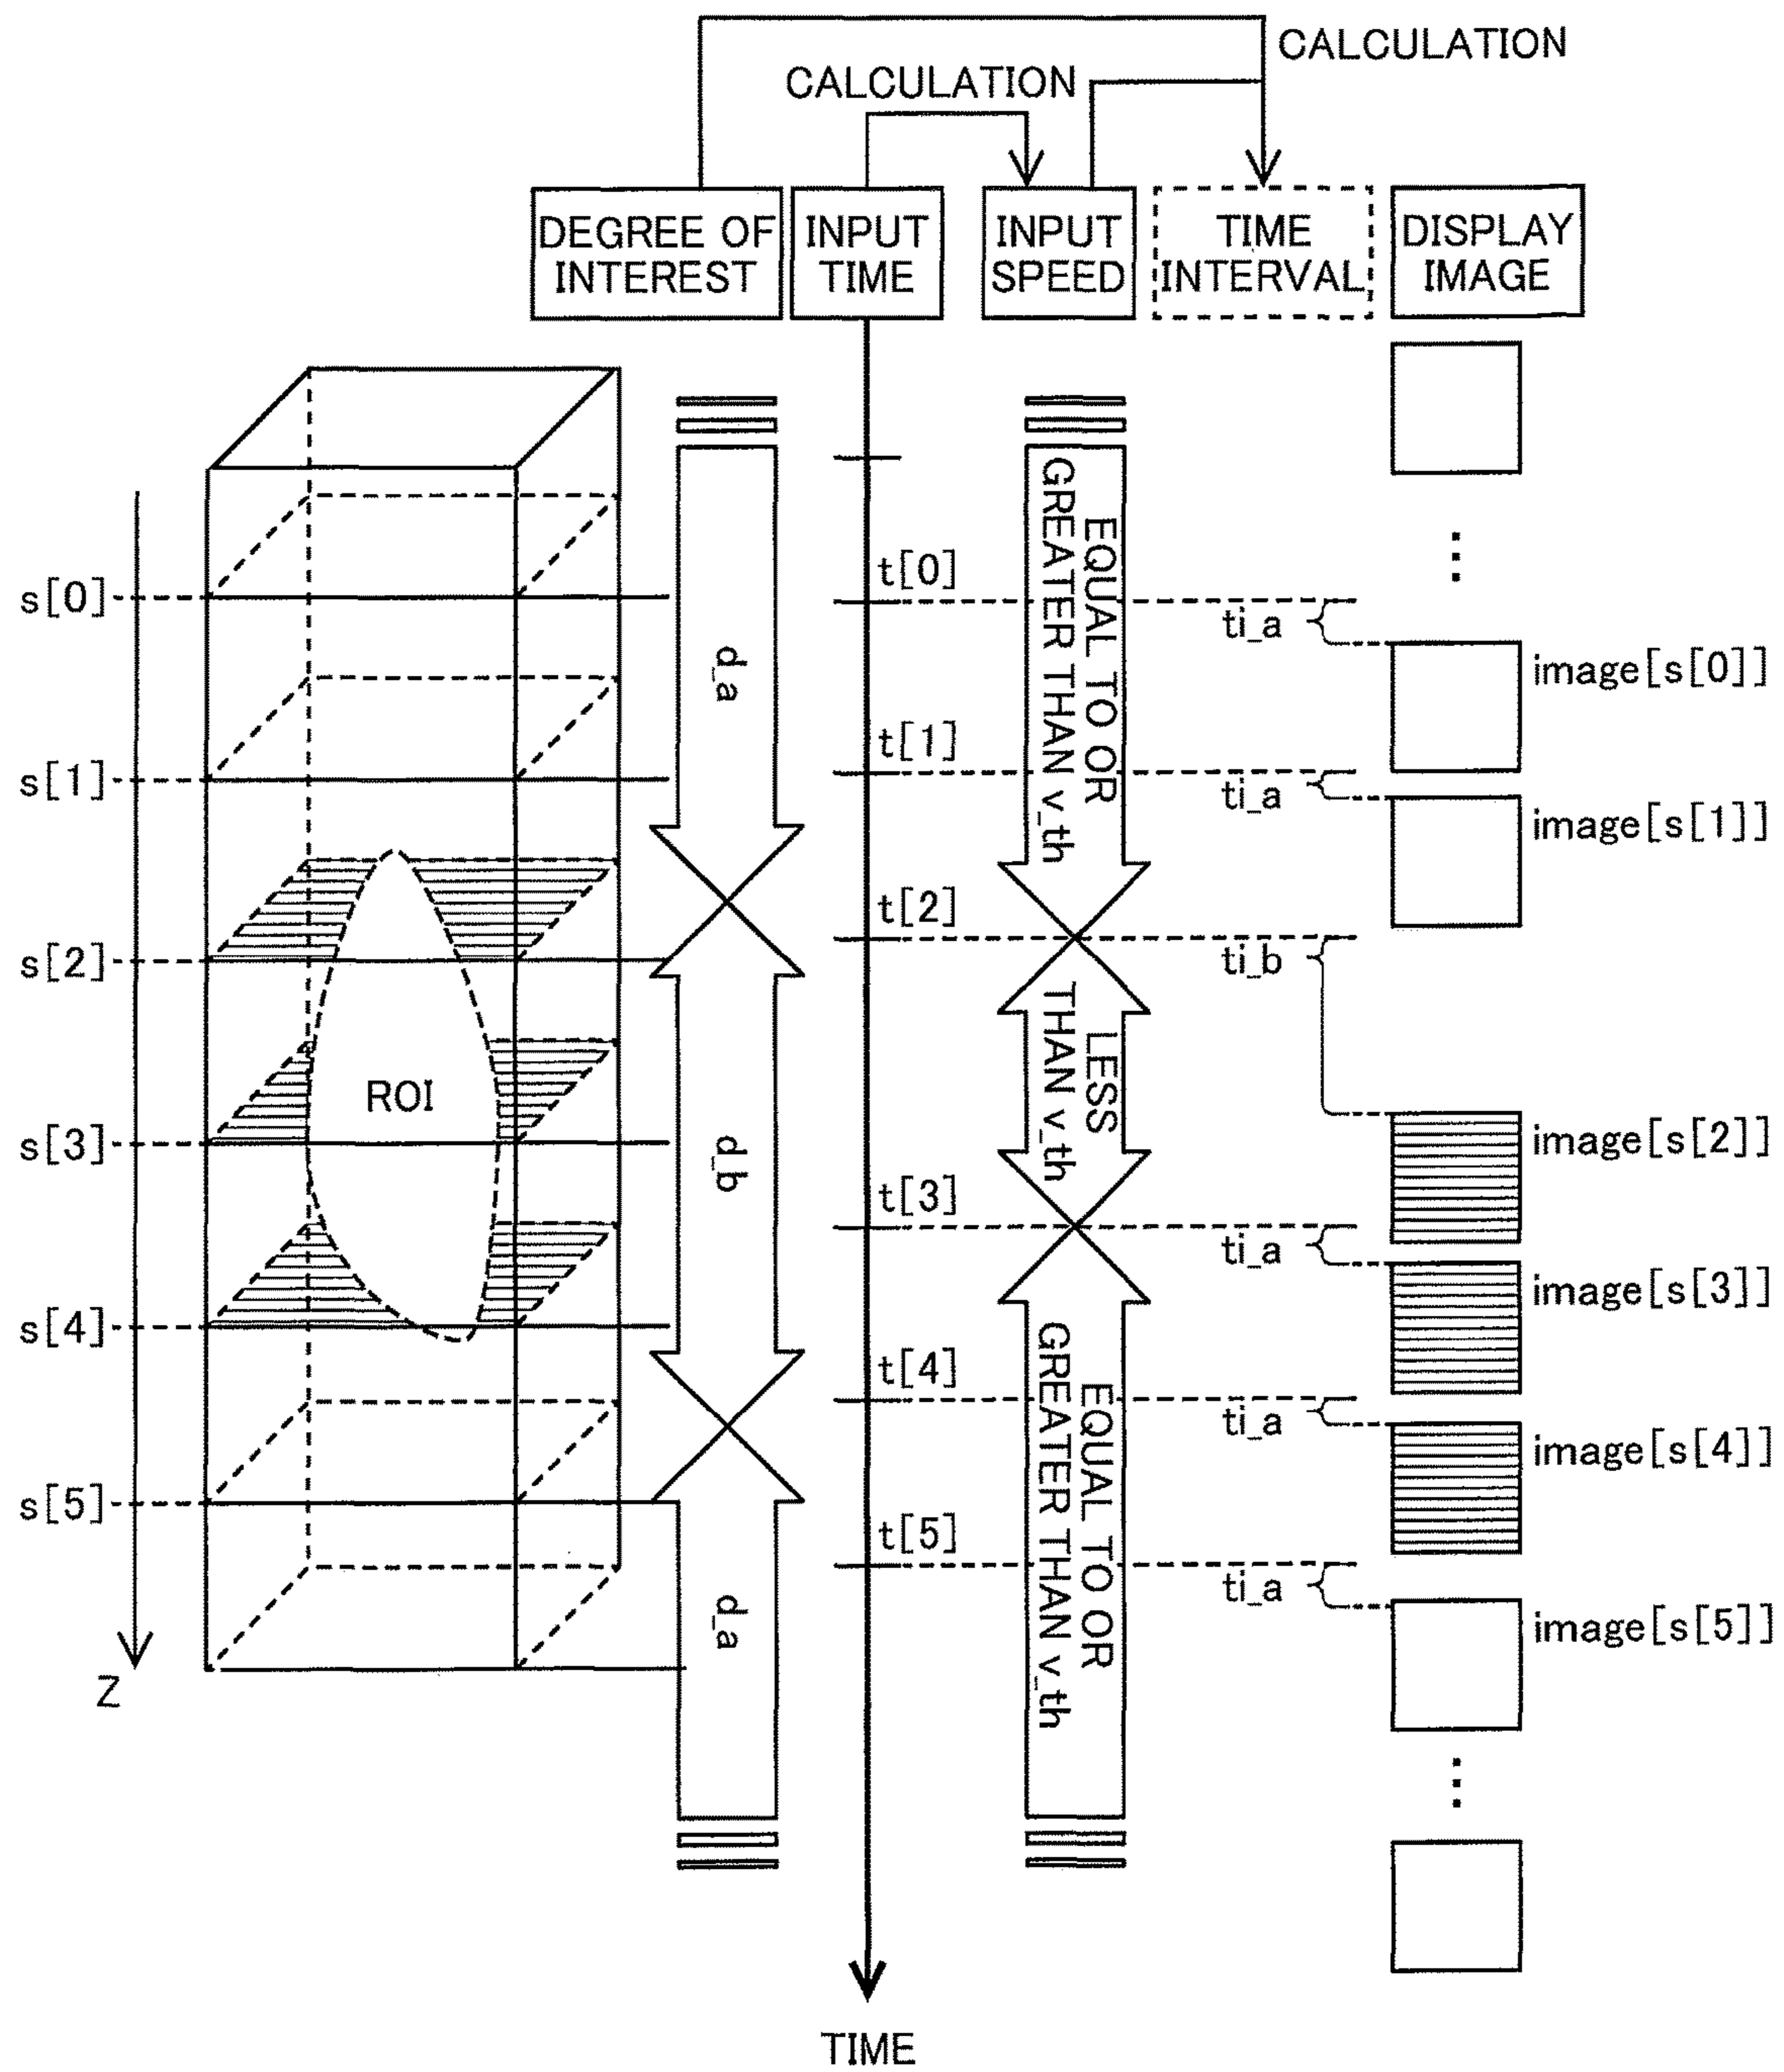 CALCULATION
CALCULATION
DEGREE OF
INTEREST
INPUT
TIME
INPUT
SPEED
TIME
INTERVAL
DISPLAY
IMAGE
s[0]
s[1]
s[2]
s[3]
s[4]
s[5]
Z
ROI
d_a
d_b
d_a
t[0]
t[1]
t[2]
t[3]
t[4]
t[5]
TIME
EQUAL TO OR
GREATER THAN v_th
LESS
THAN v_th
EQUAL TO OR
GREATER THAN v_th
ti_a
ti_a
ti_b
ti_a
ti_a
ti_a
image[s[0]]
image[s[1]]
image[s[2]]
image[s[3]]
image[s[4]]
image[s[5]]